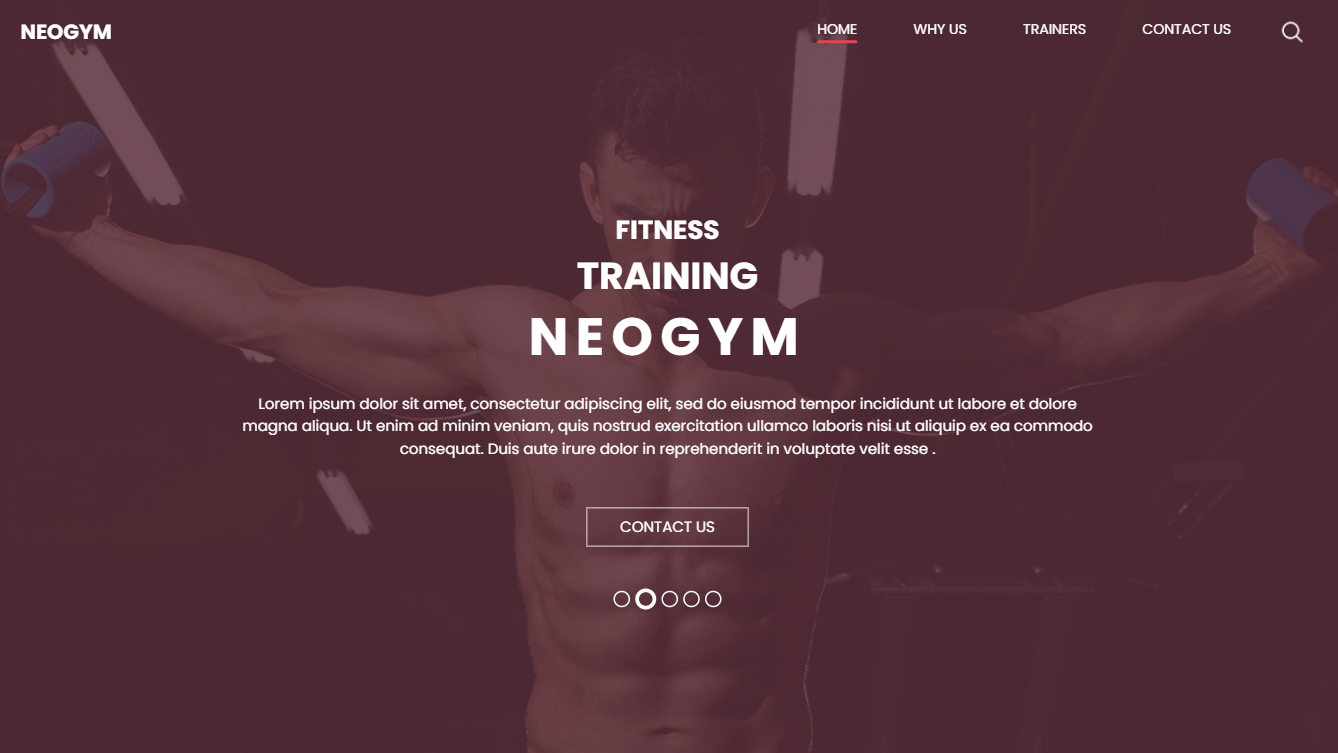 NEOGYM
HOME
WHY US
TRAINERS
CONTACT US
FITNESS
TRAINING
NEOGYM
Lorem ipsum dolor sit amet, consectetur adipiscing elit, sed do eiusmod tempor incididunt ut labore et dolore
magna aliqua. Ut enim ad minim veniam, quis nostrud exercitation ullamco laboris nisi ut aliquip ex ea commodo
consequat. Duis aute irure dolor in reprehenderit in voluptate velit esse .
CONTACT US